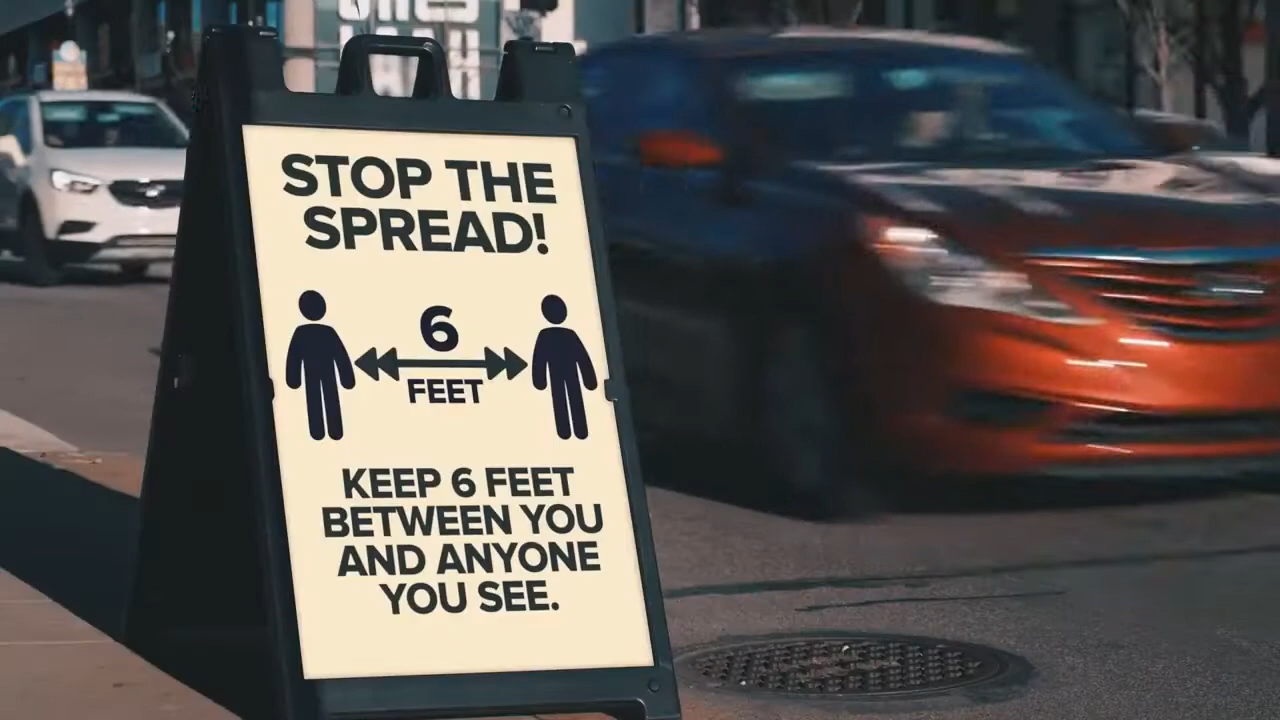 STOP THE
SPREAD!
6
FEET
KEEP 6 FEET
BETWEEN YOU
AND ANYONE
YOU SEE.